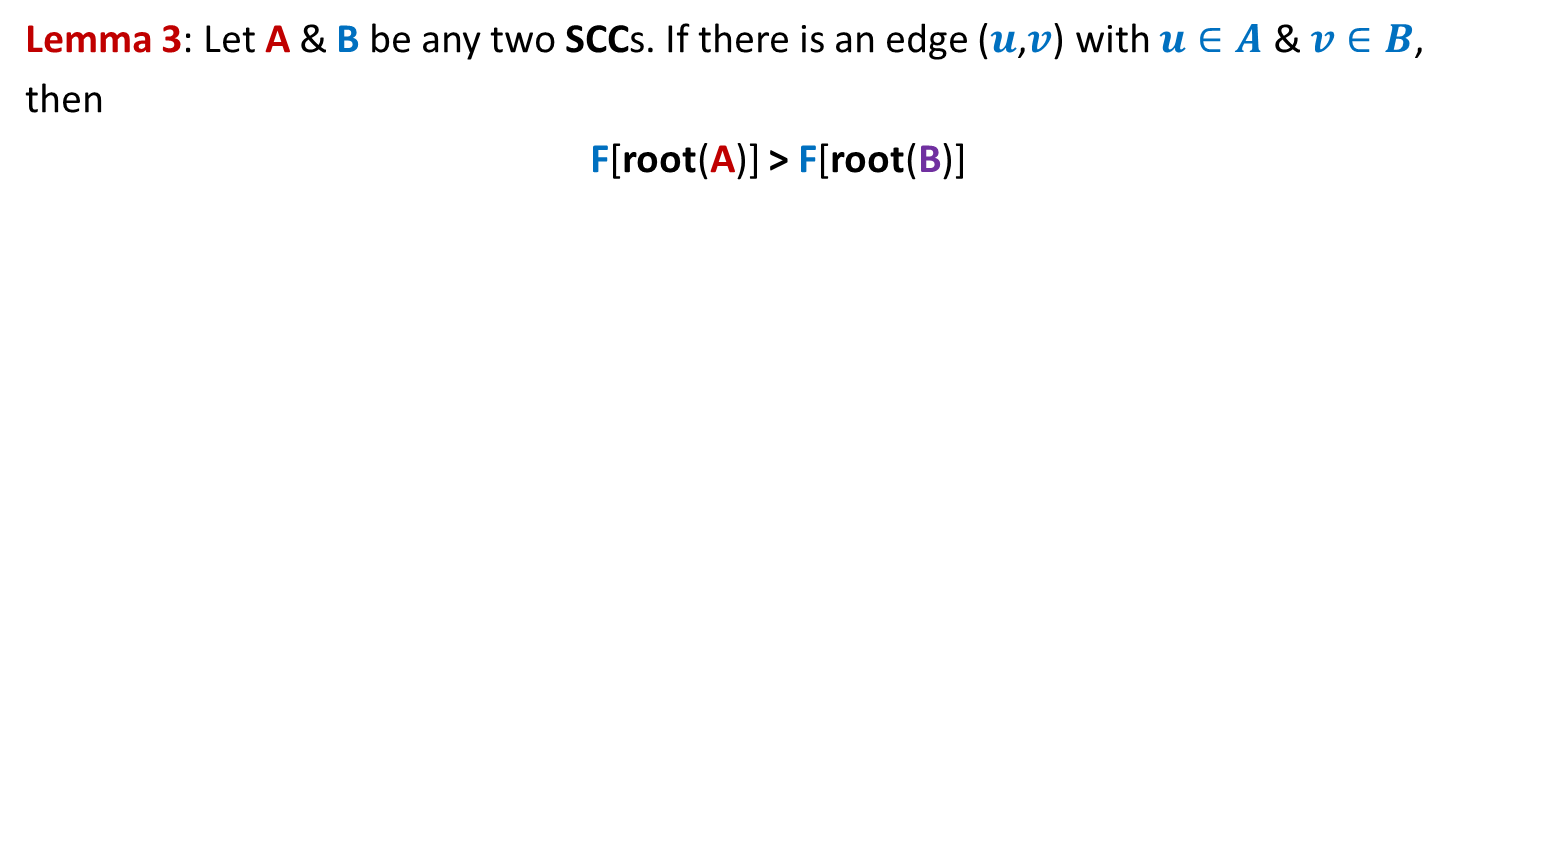 Lemma 3: Let A & B be any two SCCs. If there is an edge (u,v) with u ∈ A & v ∈ B,
then
F[root(A)] > F[root(B)]